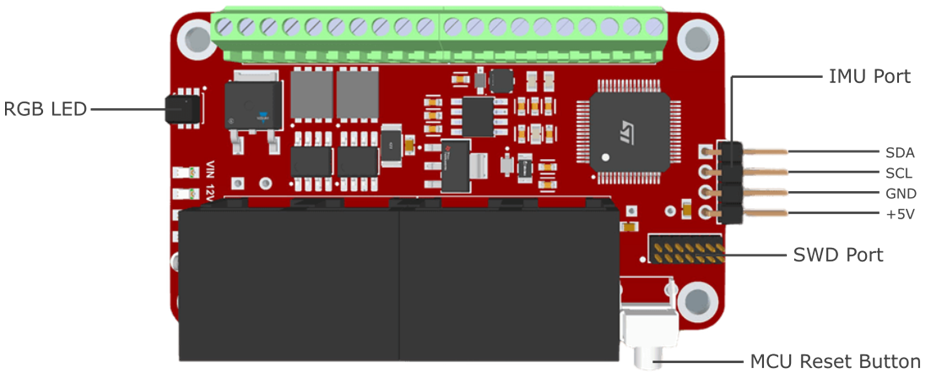 IMU Port
RGB LED
SDA
SCL
GND
+5V
VIN 12V
SWD Port
MCU Reset Button